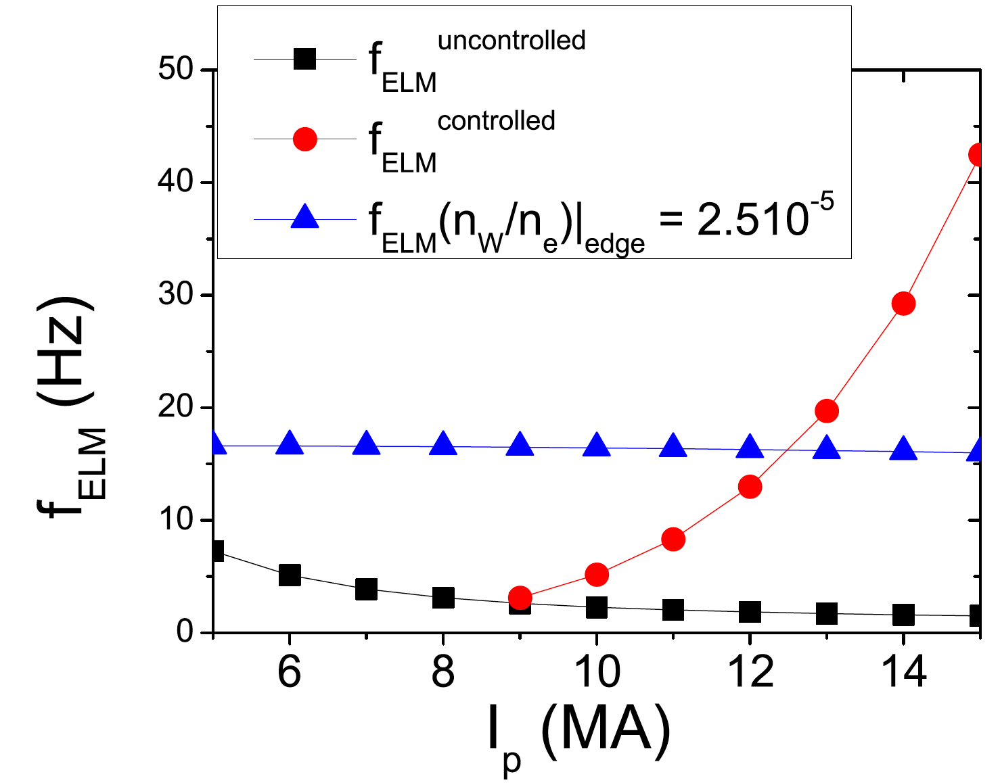 f_ELM^uncontrolled
f_ELM^controlled
f_ELM(n_W/n_e)|_edge = 2.510^-5
50
40
30
20
10
0
f_ELM (Hz)
6 8 10 12 14
I_p (MA)